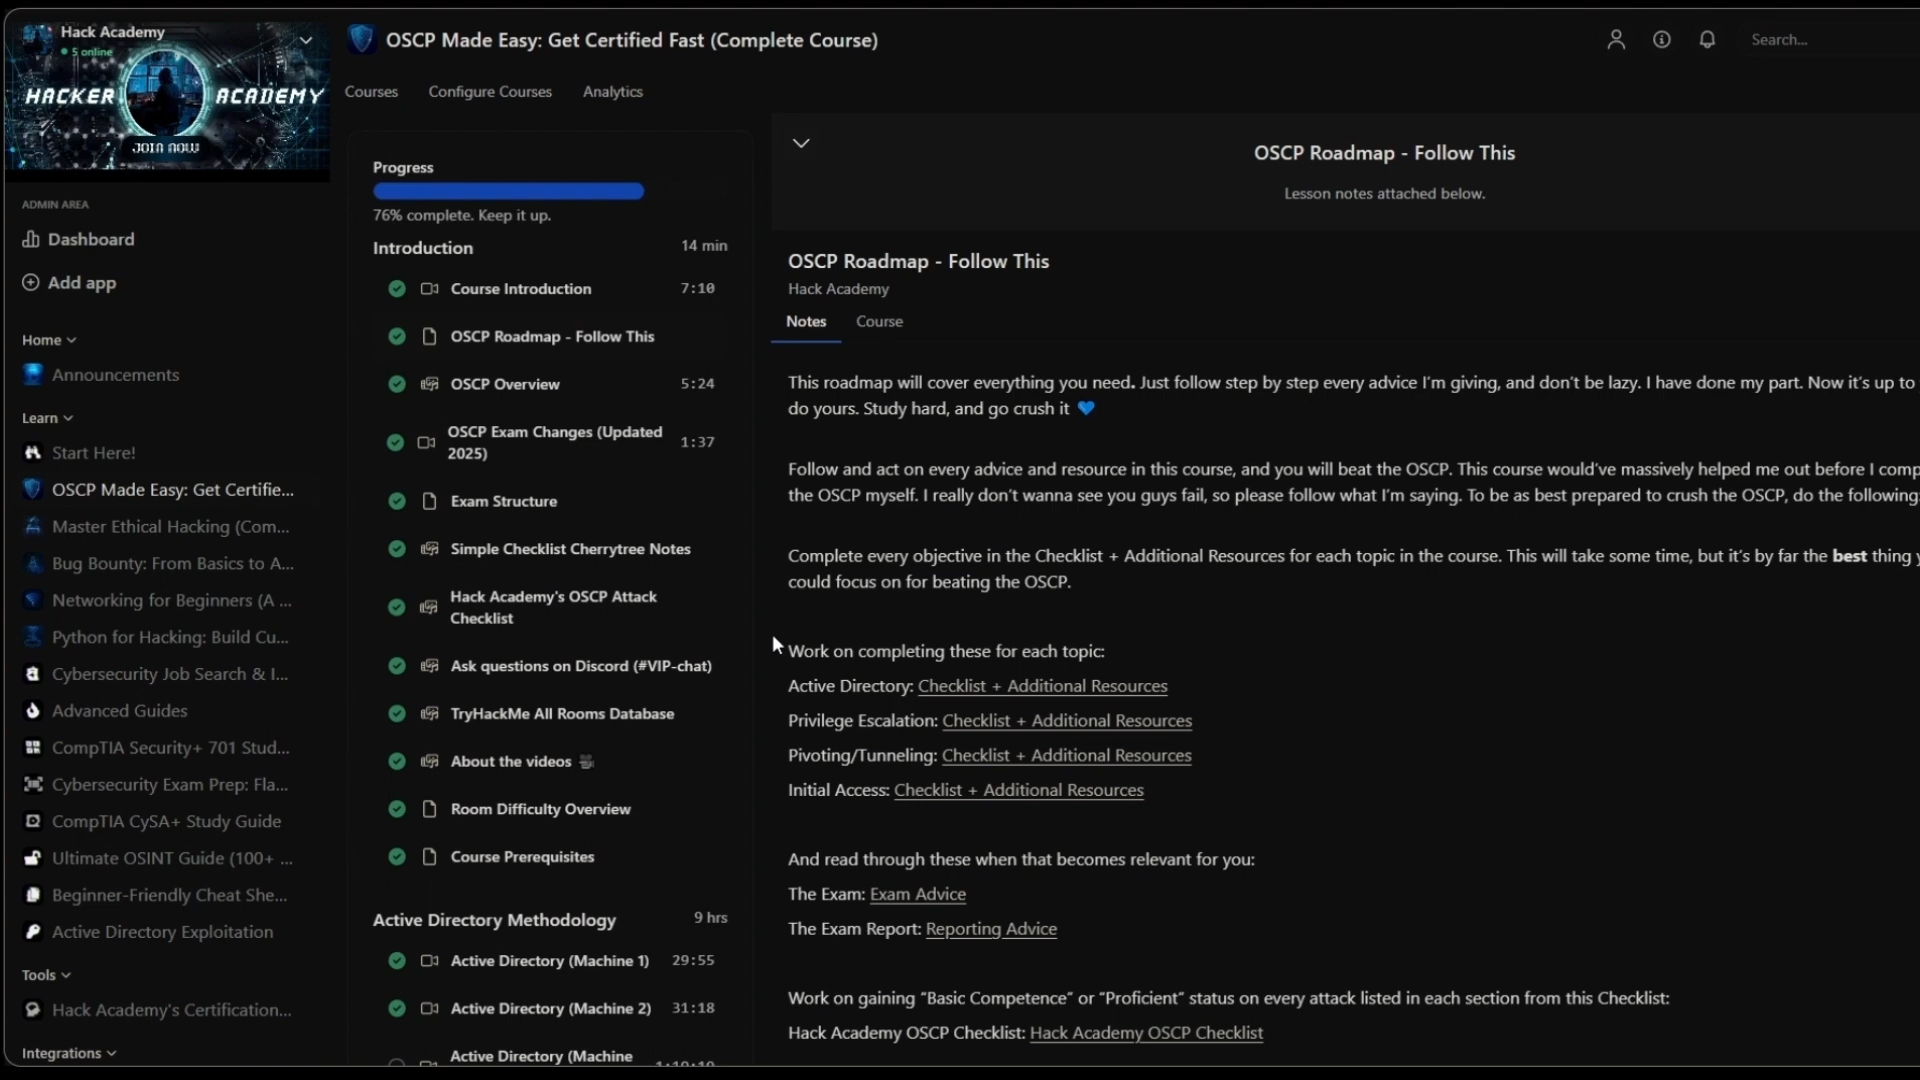 Hack Academy
5 online
HACKER ACADEMY
JOIN NOW
ADMIN AREA
Dashboard
Add app
Home
Announcements
Learn
Start Here!
OSCP Made Easy: Get Certifie...
Master Ethical Hacking (Com...
Bug Bounty: From Basics to A...
Networking for Beginners (A ...
Python for Hacking: Build Cu...
Cybersecurity Job Search & I...
Advanced Guides
CompTIA Security+ 701 Stud...
Cybersecurity Exam Prep: Fla...
CompTIA CySA+ Study Guide
Ultimate OSINT Guide (100+ ...
Beginner-Friendly Cheat She...
Active Directory Exploitation
Tools
Hack Academy's Certification...
Integrations
OSCP Made Easy: Get Certified Fast (Complete Course)
Search...
Courses Configure Courses Analytics
Progress
76% complete. Keep it up.
Introduction 14 min
Course Introduction 7:10
OSCP Roadmap - Follow This
OSCP Overview 5:24
OSCP Exam Changes (Updated
2025) 1:37
Exam Structure
Simple Checklist Cherrytree Notes
Hack Academy's OSCP Attack
Checklist
Ask questions on Discord (#VIP-chat)
TryHackMe All Rooms Database
About the videos
Room Difficulty Overview
Course Prerequisites
Active Directory Methodology 9 hrs
Active Directory (Machine 1) 29:55
Active Directory (Machine 2) 31:18
Active Directory (Machine
OSCP Roadmap - Follow This
Lesson notes attached below.
OSCP Roadmap - Follow This
Hack Academy
Notes Course
This roadmap will cover everything you need. Just follow step by step every advice I'm giving, and don't be lazy. I have done my part. Now it's up to
do yours. Study hard, and go crush it 💙
Follow and act on every advice and resource in this course, and you will beat the OSCP. This course would've massively helped me out before I comp
the OSCP myself. I really don't wanna see you guys fail, so please follow what I'm saying. To be as best prepared to crush the OSCP, do the following:
Complete every objective in the Checklist + Additional Resources for each topic in the course. This will take some time, but it's by far the best thing y
could focus on for beating the OSCP.
Work on completing these for each topic:
Active Directory: Checklist + Additional Resources
Privilege Escalation: Checklist + Additional Resources
Pivoting/Tunneling: Checklist + Additional Resources
Initial Access: Checklist + Additional Resources
And read through these when that becomes relevant for you:
The Exam: Exam Advice
The Exam Report: Reporting Advice
Work on gaining “Basic Competence” or “Proficient” status on every attack listed in each section from this Checklist:
Hack Academy OSCP Checklist: Hack Academy OSCP Checklist